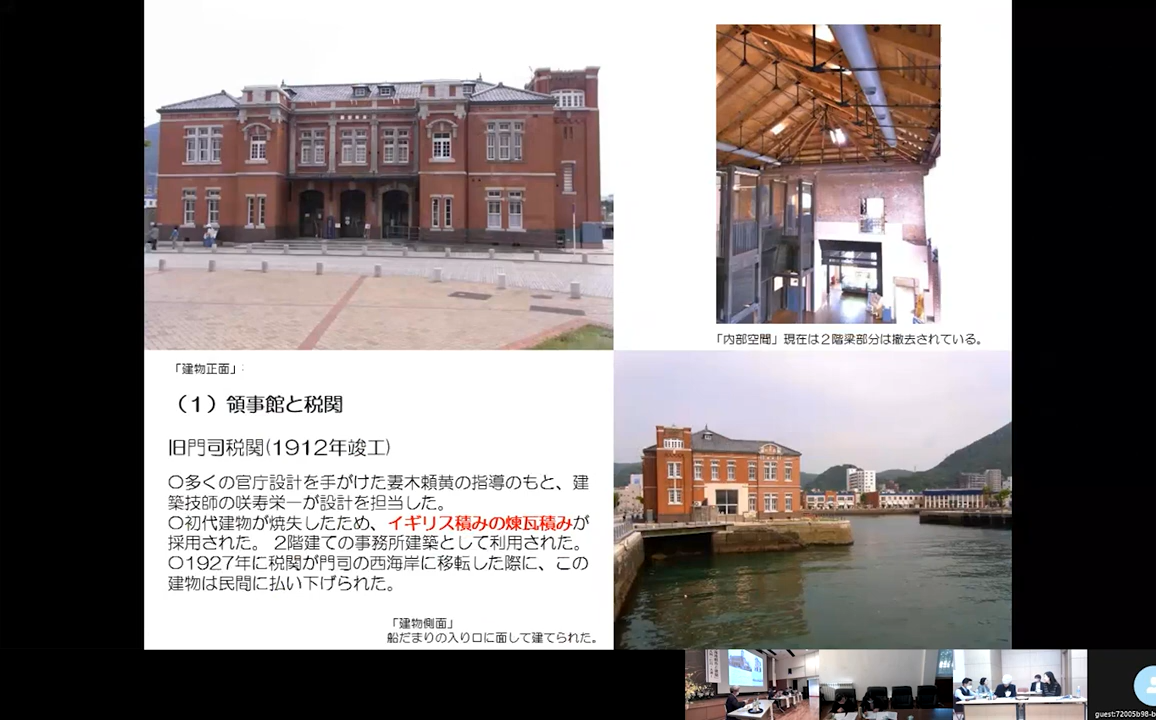 「内部空間」現在は２階梁部分は撤去されている。
「建物正面」:
（１）領事館と税関
旧門司税関(1912年竣工)
○多くの官庁設計を手がけた妻木頼黄の指導のもと、建
築技師の咲寿栄一が設計を担当した。
○初代建物が焼失したため、イギリス積みの煉瓦積みが
採用された。 2階建ての事務所建築として利用された。
○1927年に税関が門司の西海岸に移転した際に、この
建物は民間に払い下げられた。
「建物側面」
船だまりの入り口に面して建てられた。
guest:72005b98-b